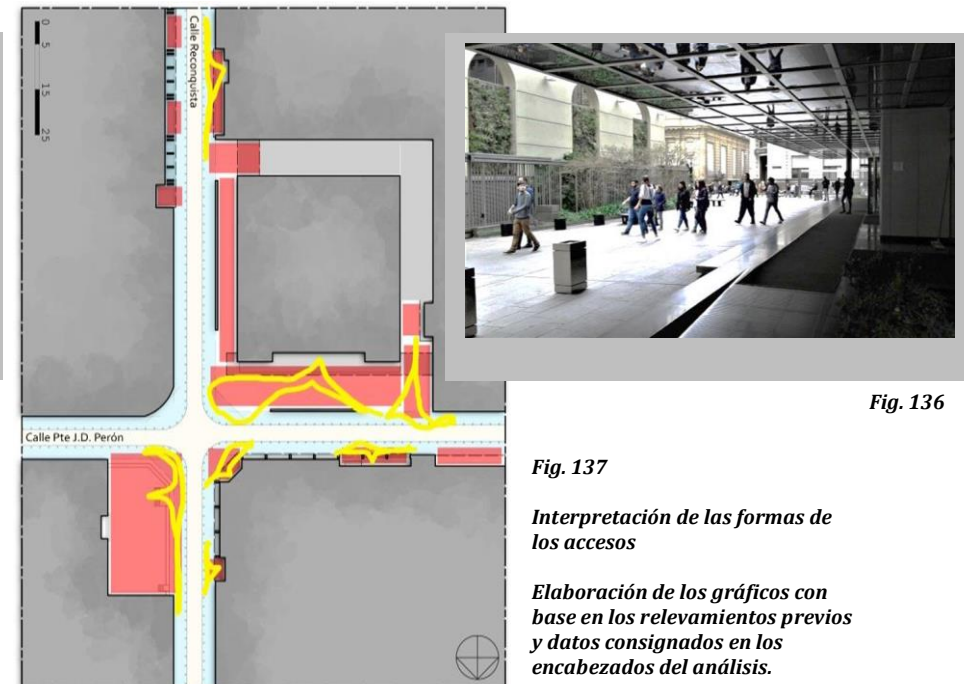 0
5
15
25
Calle Reconquista
Calle Pte J.D. Perón
Fig. 136
Fig. 137
Interpretación de las formas de
los accesos
Elaboración de los gráficos con
base en los relevamientos previos
y datos consignados en los
encabezados del análisis.